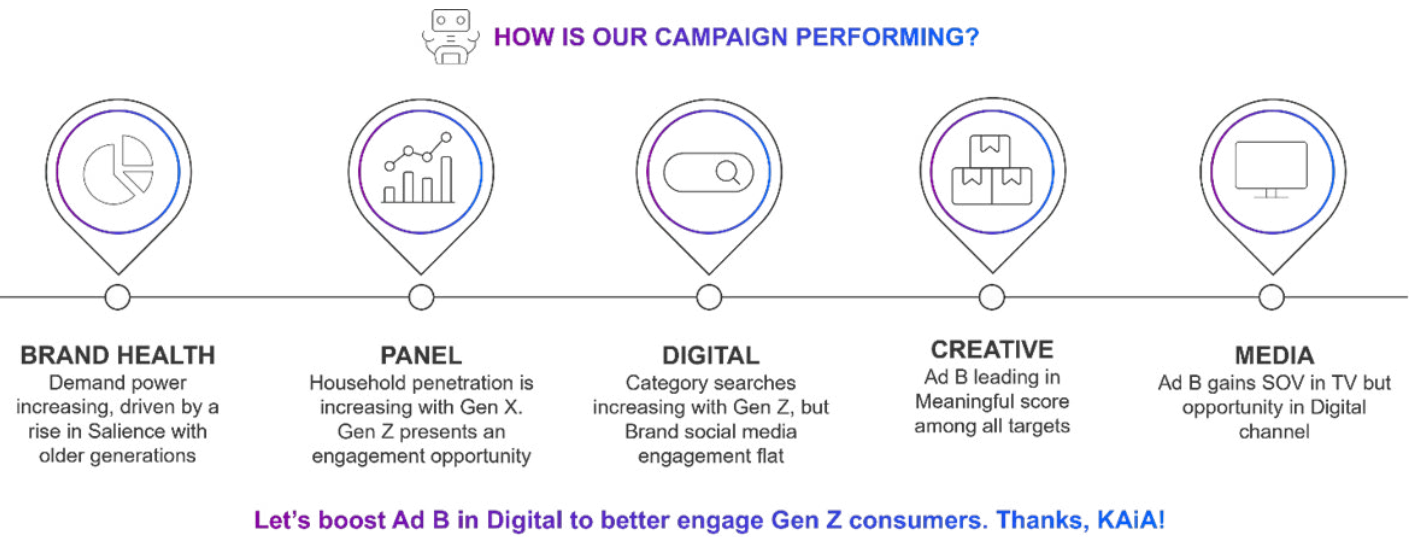 HOW IS OUR CAMPAIGN PERFORMING?
BRAND HEALTH
Demand power
increasing, driven by a
rise in Salience with
older generations
PANEL
Household penetration is
increasing with Gen X.
Gen Z presents an
engagement opportunity
DIGITAL
Category searches
increasing with Gen Z, but
Brand social media
engagement flat
CREATIVE
Ad B leading in
Meaningful score
among all targets
MEDIA
Ad B gains SOV in TV but
opportunity in Digital
channel
Let's boost Ad B in Digital to better engage Gen Z consumers. Thanks, KAiA!